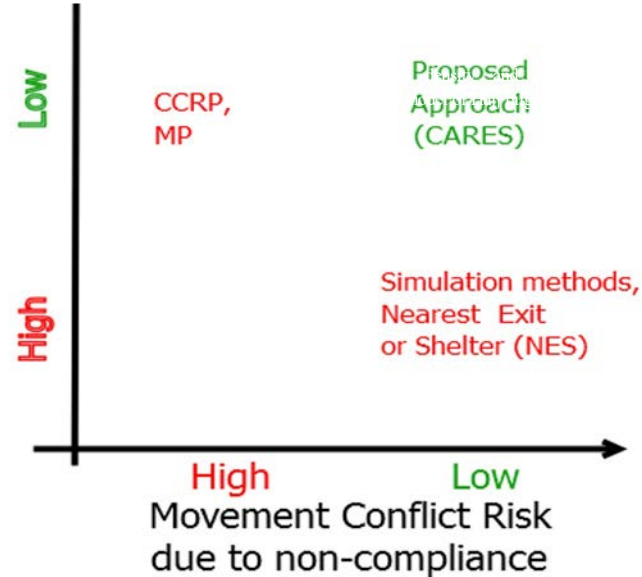 Low
CCRP,
MP
Proposed
Approach
(CARES)
High
Simulation methods,
Nearest Exit
or Shelter (NES)
High
Low
Movement Conflict Risk
due to non-compliance